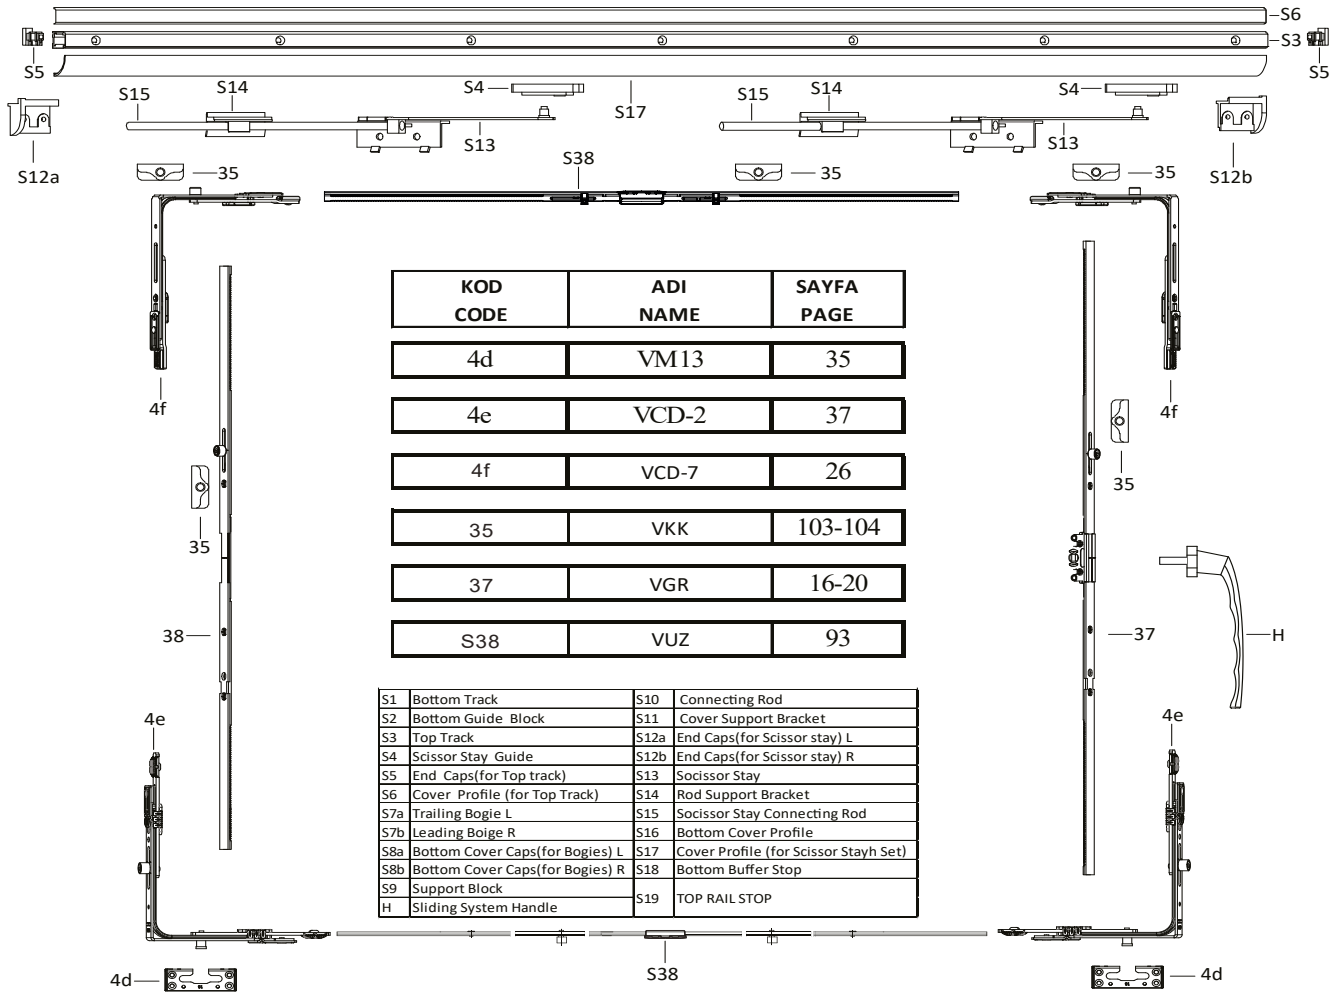 S6
S3
S5
S5
S15
S14
S4
S17
S15
S14
S4
S13
S13
S12a
S12b
35
S38
35
35
4f
4f
KOD
CODE
ADI
NAME
SAYFA
PAGE
4d VM13 35
4e VCD-2 37
4f VCD-7 26
35 VKK 103-104
37 VGR 16-20
S38 VUZ 93
35
35
38
37
H
4e
4e
S1 Bottom Track S10 Connecting Rod
S2 Bottom Guide Block S11 Cover Support Bracket
S3 Top Track S12a End Caps(for Scissor stay) L
S4 Scissor Stay Guide S12b End Caps(for Scissor stay) R
S5 End Caps(for Top track) S13 Socissor Stay
S6 Cover Profile (for Top Track) S14 Rod Support Bracket
S7a Trailing Bogie L S15 Socissor Stay Connecting Rod
S7b Leading Boige R S16 Bottom Cover Profile
S8a Bottom Cover Caps(for Bogies) L S17 Cover Profile (for Scissor Stayh Set)
S8b Bottom Cover Caps(for Bogies) R S18 Bottom Buffer Stop
S9 Support Block S19 TOP RAIL STOP
H Sliding System Handle
4d
S38
4d